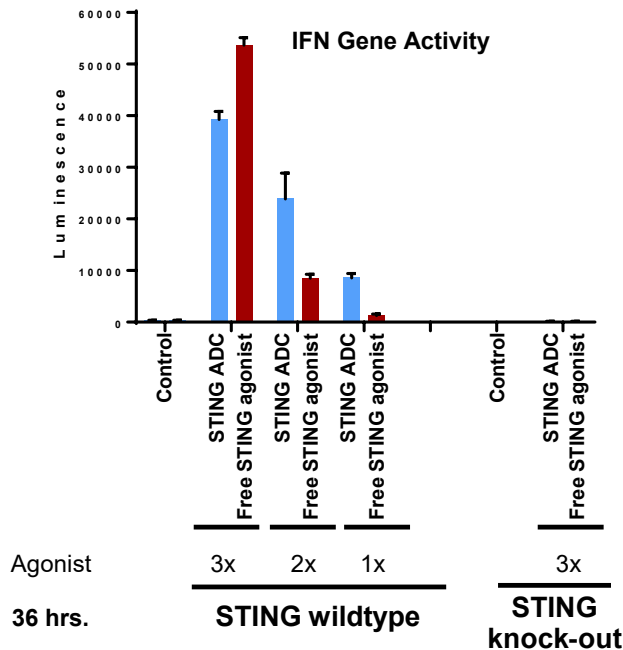 IFN Gene Activity
Luminescence
60000
50000
40000
30000
20000
10000
0
Control
STING ADC
Free STING agonist
STING ADC
Free STING agonist
STING ADC
Free STING agonist
Control
STING ADC
Free STING agonist
Agonist 3x 2x 1x 3x
36 hrs. STING wildtype STING
knock-out